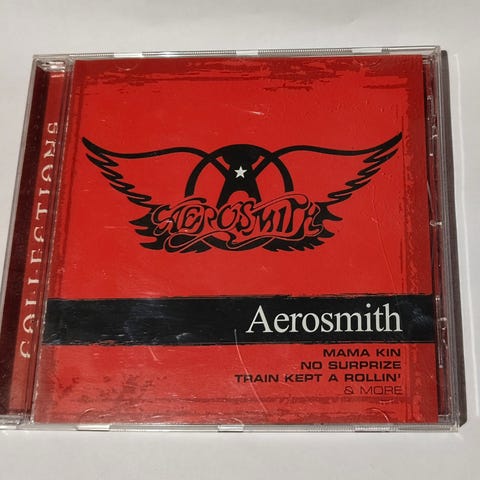 COLLECTIONS
AEROSMITH
Aerosmith
MAMA KIN
NO SURPRIZE
TRAIN KEPT A ROLLIN'
& MORE